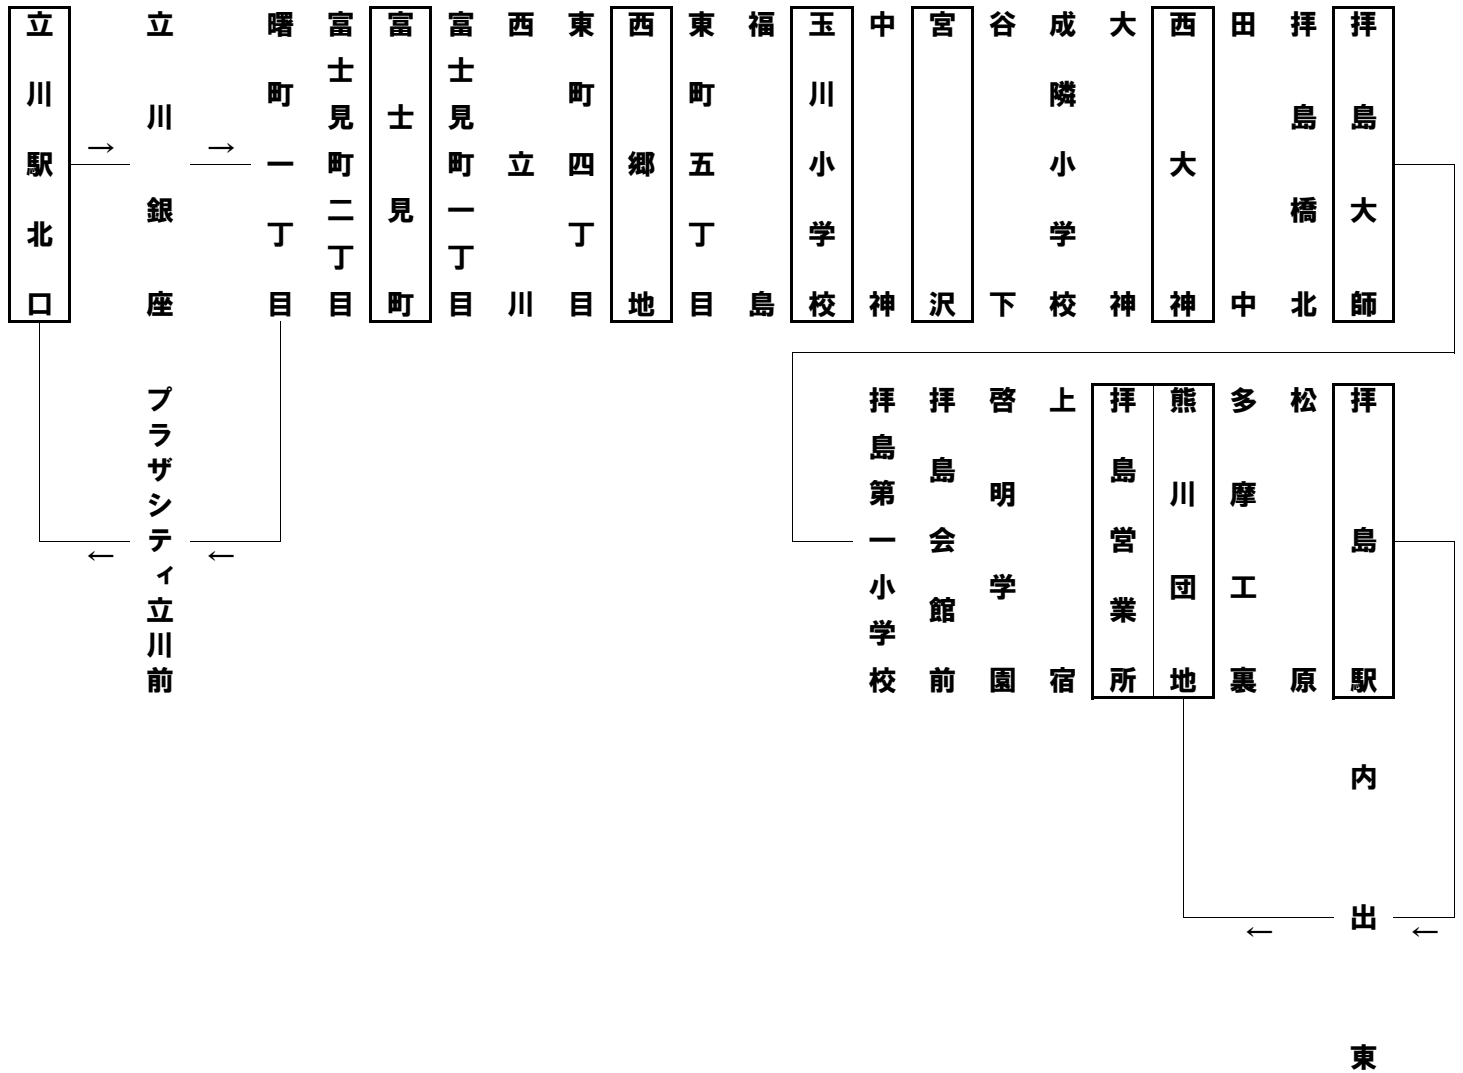 立川駅北口
→
立川銀座
→
曙町一丁目
富士見町二丁目
富士見町
富士見町一丁目
西立川
東町四丁目
西郷地
東町五丁目
福島
玉川小学校
中神
宮沢
谷下
成隣小学校
大神
西大神
田中
拝島橋北
拝島大師
←
プラザシティ立川前
←
拝島第一小学校
拝島会館前
啓明学園
上宿
拝島営業所
熊川団地
多摩工裏
松原
拝島駅
←
内出東
←